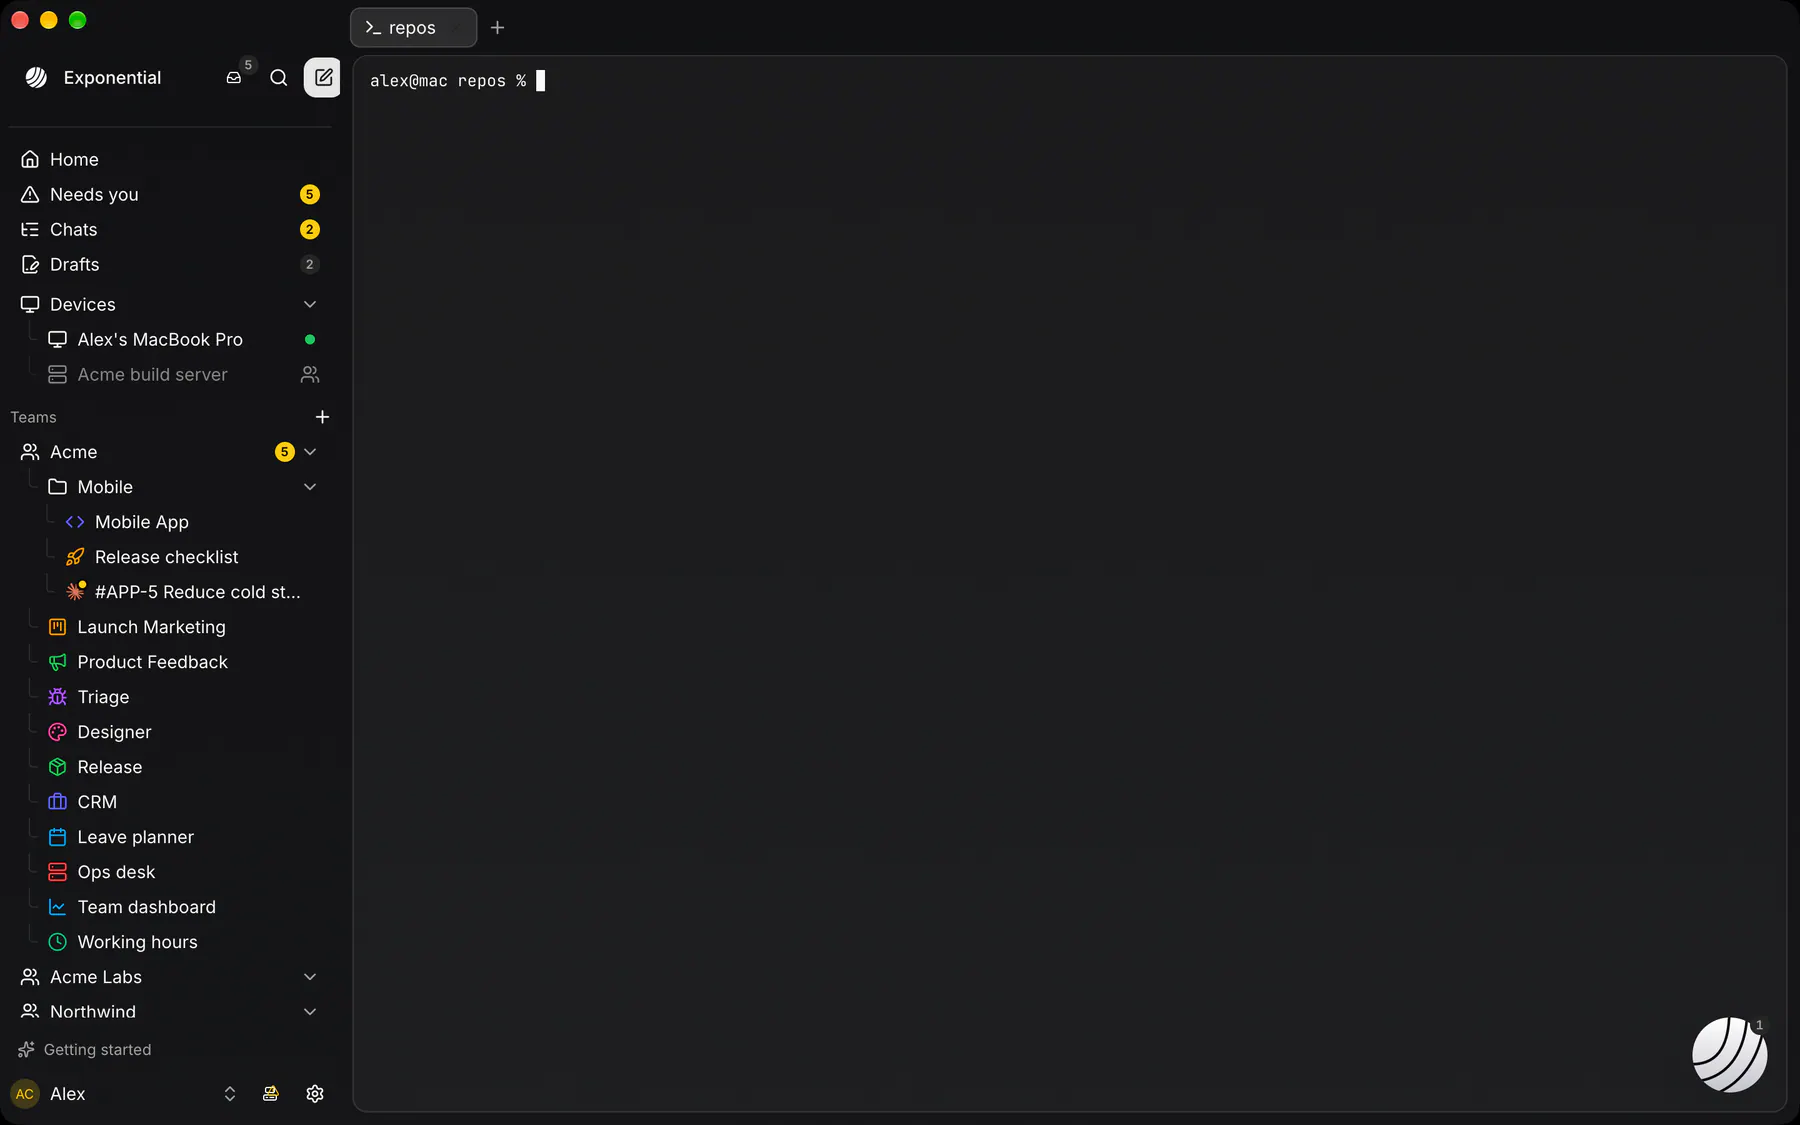 repos
Exponential
5
alex@mac repos %
Home
Needs you
5
Chats
2
Drafts
2
Devices
Alex's MacBook Pro
Acme build server
Teams
Acme
5
Mobile
Mobile App
Release checklist
#APP-5 Reduce cold st...
Launch Marketing
Product Feedback
Triage
Designer
Release
CRM
Leave planner
Ops desk
Team dashboard
Working hours
Acme Labs
Northwind
Getting started
1
AC
Alex